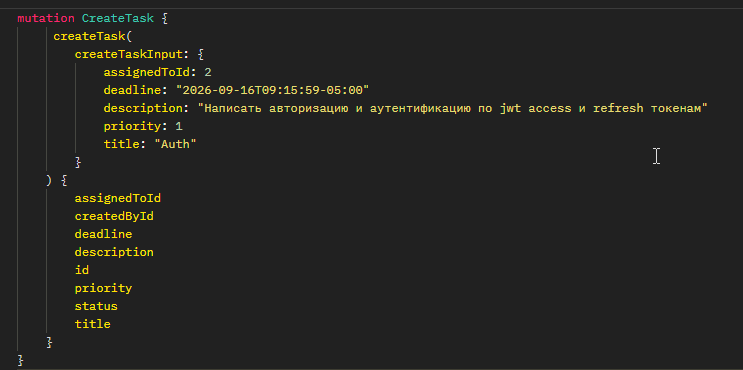 mutation CreateTask {
createTask(
createTaskInput: {
assignedToId: 2
deadline: "2026-09-16T09:15:59-05:00"
description: "Написать авторизацию и аутентификацию по jwt access и refresh токенам"
priority: 1
title: "Auth"
}
) {
assignedToId
createdById
deadline
description
id
priority
status
title
}
}